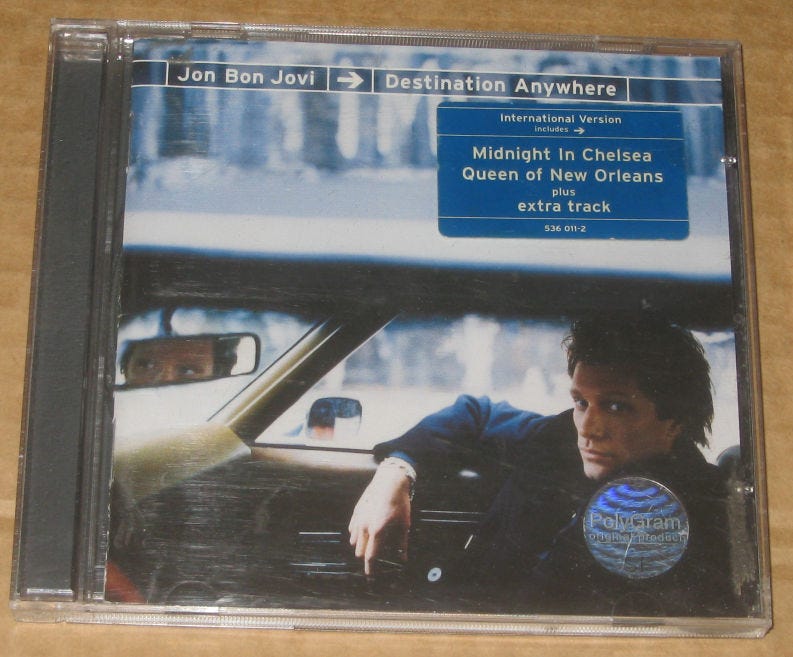 Jon Bon Jovi → Destination Anywhere
International Version
includes →
Midnight In Chelsea
Queen of New Orleans
plus
extra track
536 011-2
PolyGram
original product